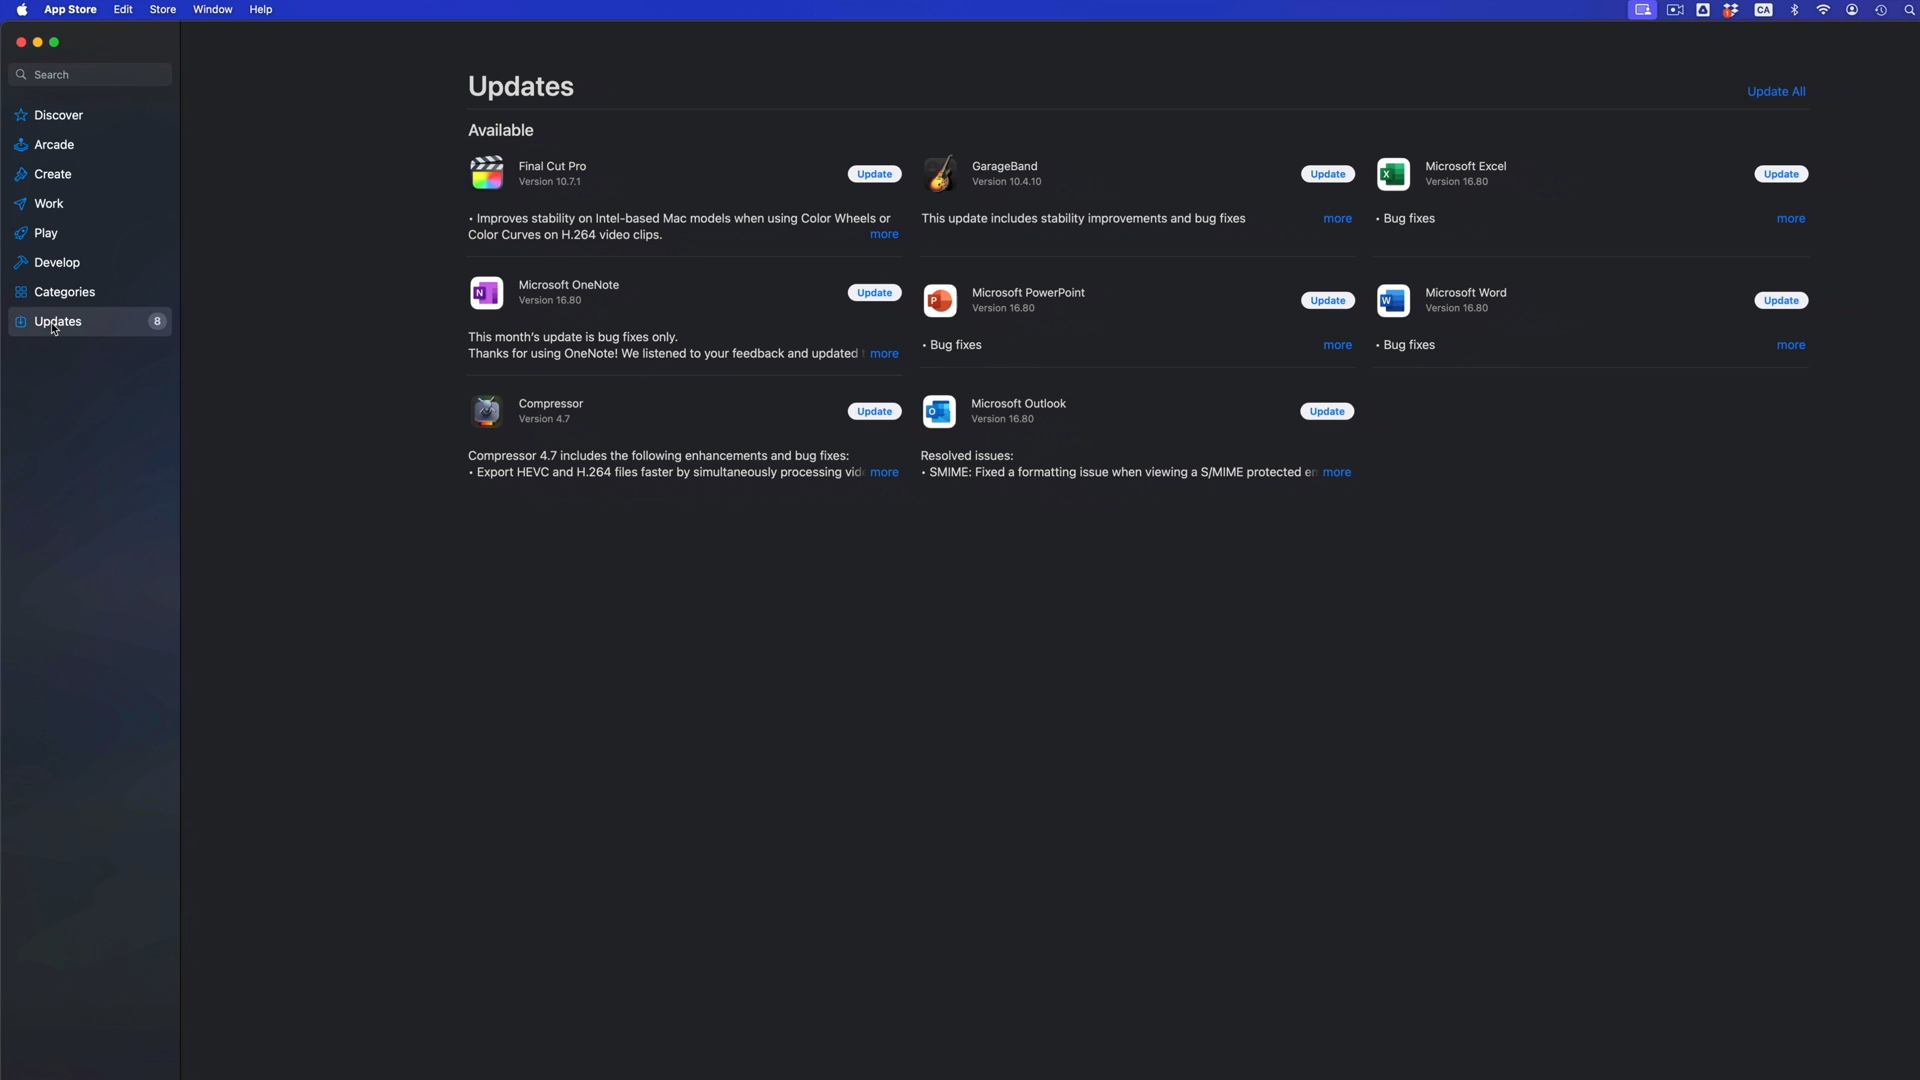 App Store Edit Store Window Help
CA
Search
Discover
Arcade
Create
Work
Play
Develop
Categories
Updates 8
Updates
Update All
Available
Final Cut Pro
Version 10.7.1
Update
• Improves stability on Intel-based Mac models when using Color Wheels or
Color Curves on H.264 video clips.
more
GarageBand
Version 10.4.10
Update
This update includes stability improvements and bug fixes
more
Microsoft Excel
Version 16.80
Update
• Bug fixes
more
Microsoft OneNote
Version 16.80
Update
This month's update is bug fixes only.
Thanks for using OneNote! We listened to your feedback and updated
more
Microsoft PowerPoint
Version 16.80
Update
• Bug fixes
more
Microsoft Word
Version 16.80
Update
• Bug fixes
more
Compressor
Version 4.7
Update
Compressor 4.7 includes the following enhancements and bug fixes:
• Export HEVC and H.264 files faster by simultaneously processing
more
Microsoft Outlook
Version 16.80
Update
Resolved issues:
• SMIME: Fixed a formatting issue when viewing a S/MIME protected
more